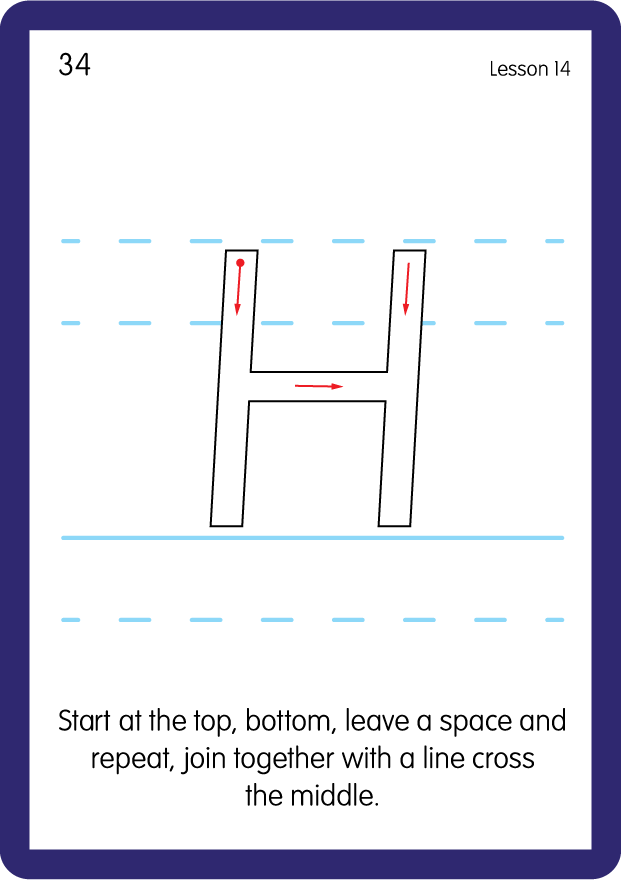 34
Lesson 14
H
Start at the top, bottom, leave a space and
repeat, join together with a line cross
the middle.